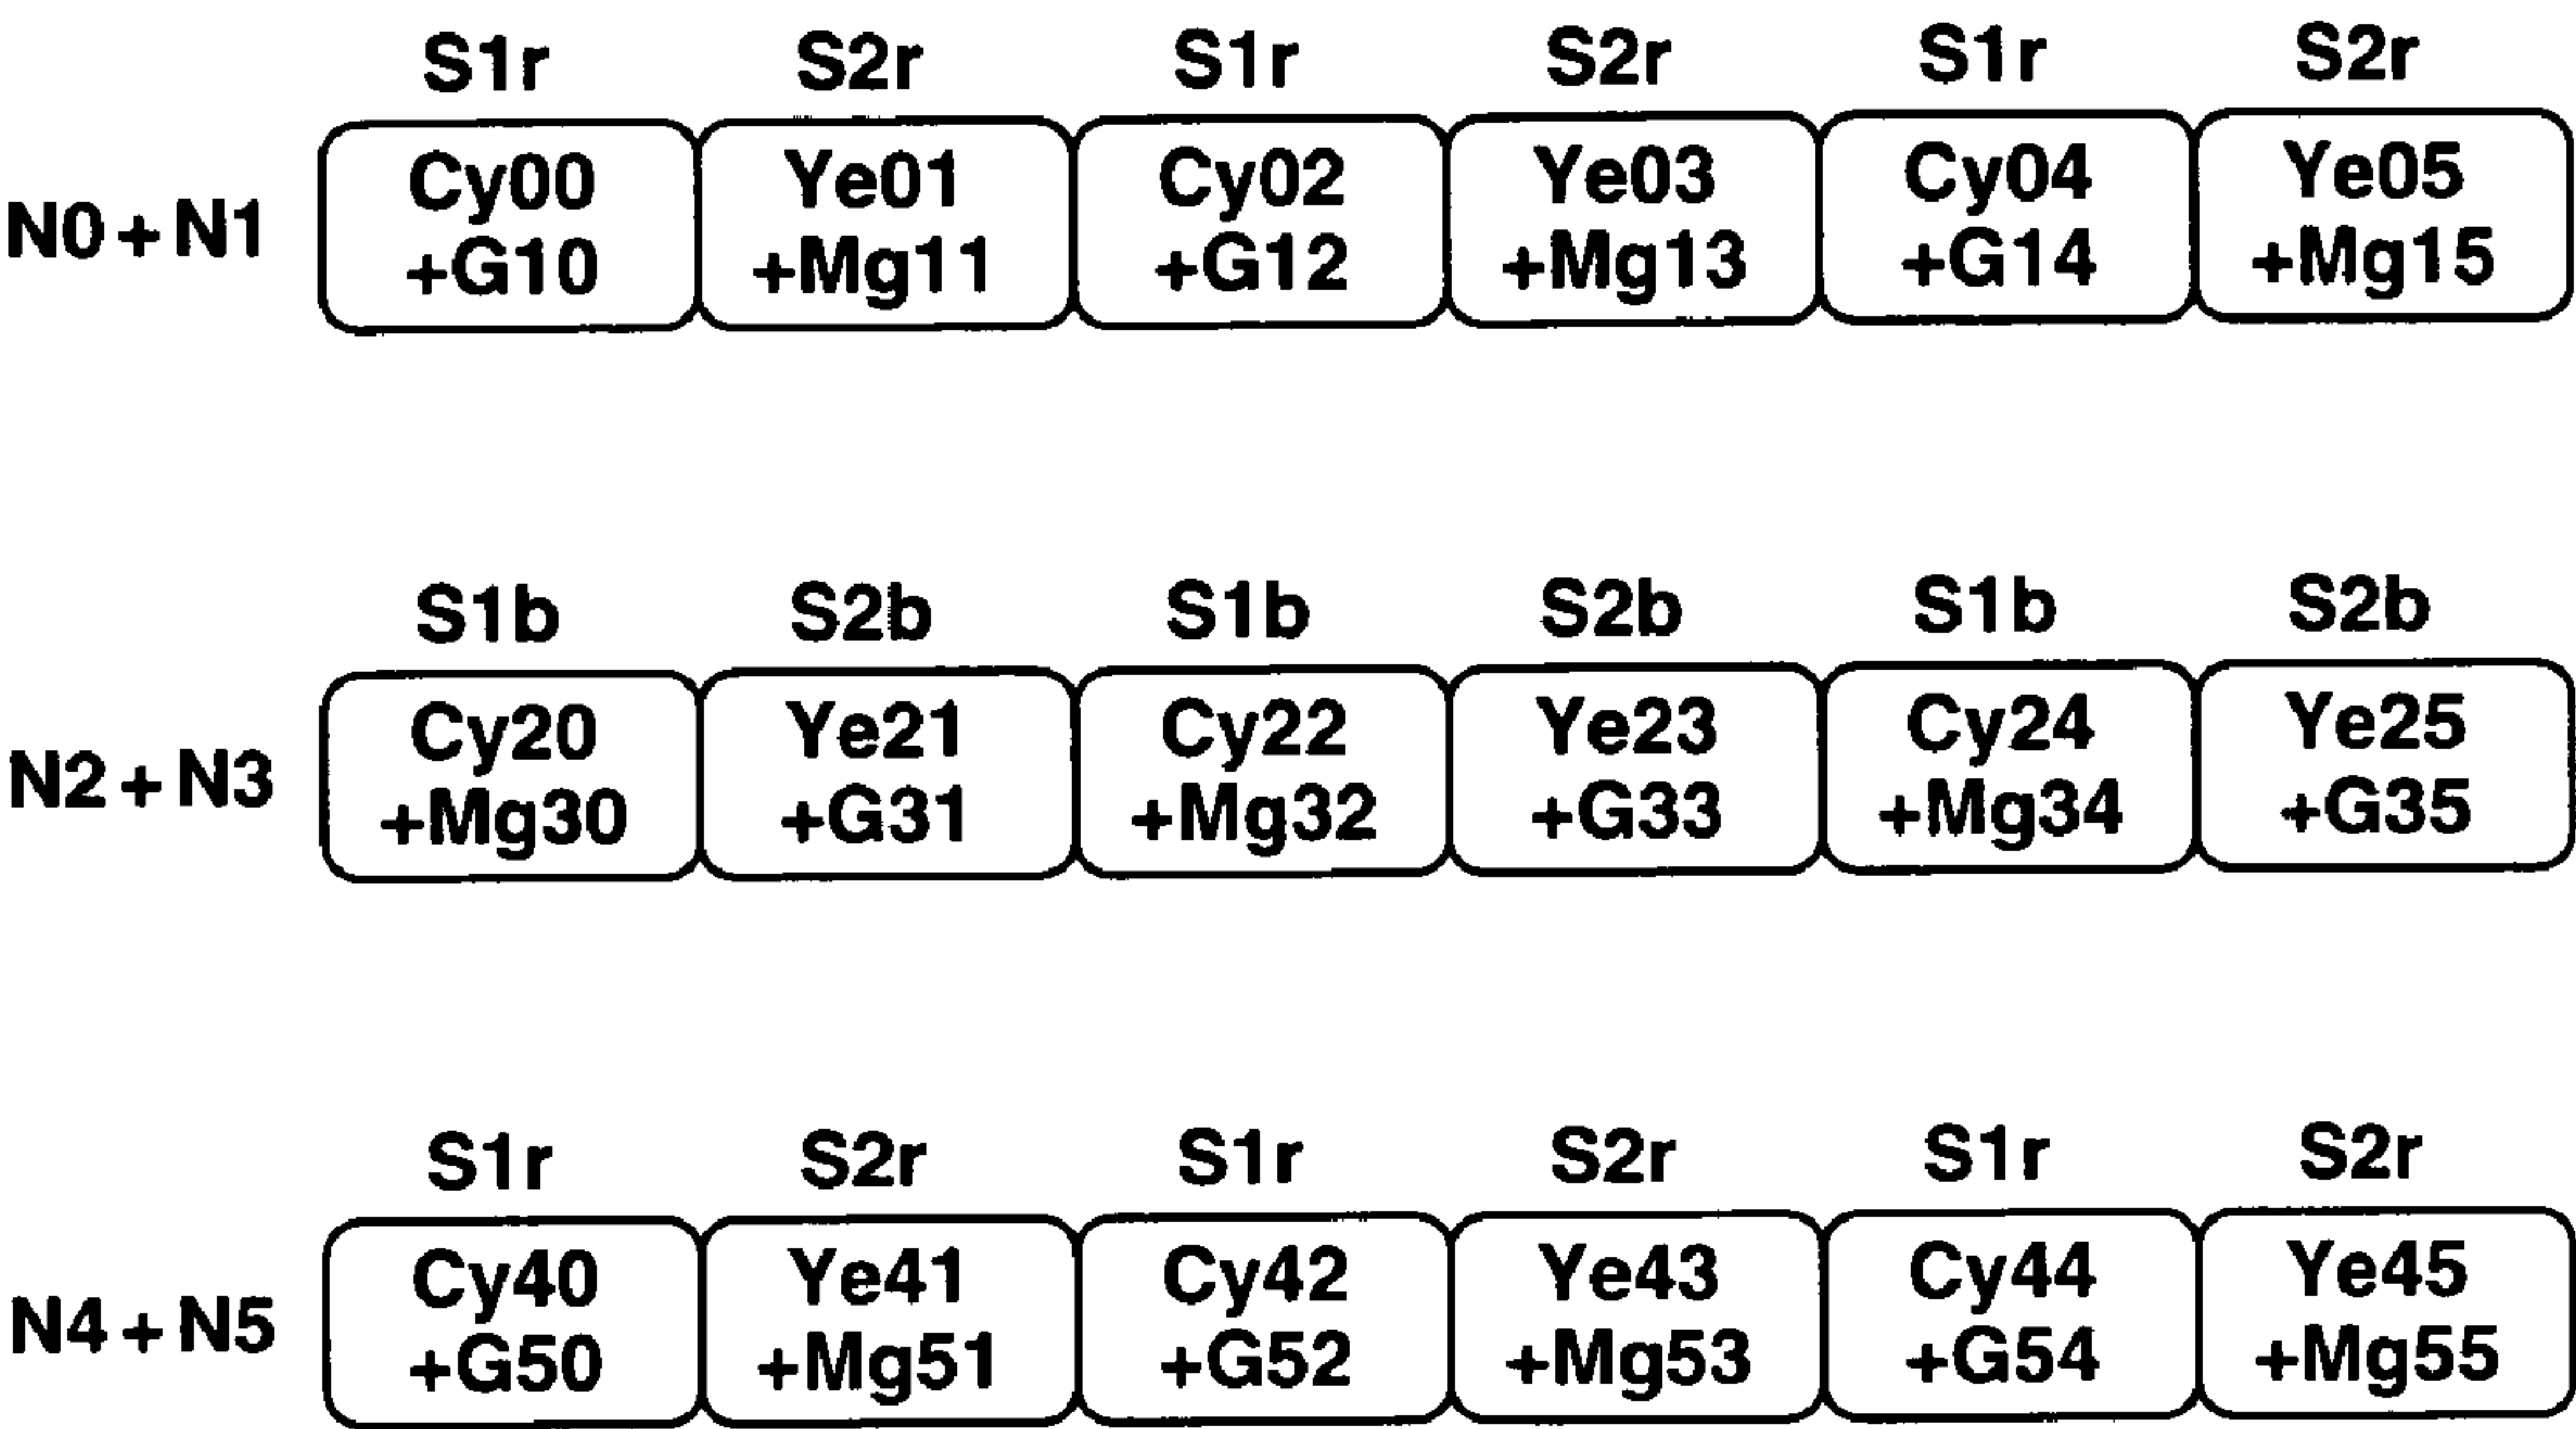 S1r S2r S1r S2r S1r S2r
Cy00 Ye01 Cy02 Ye03 Cy04 Ye05
N0+N1
+G10 +Mg11 +G12 +Mg13 +G14 +Mg15
S1b S2b S1b S2b S1b S2b
Cy20 Ye21 Cy22 Ye23 Cy24 Ye25
N2+N3
+Mg30 +G31 +Mg32 +G33 +Mg34 +G35
S1r S2r S1r S2r S1r S2r
Cy40 Ye41 Cy42 Ye43 Cy44 Ye45
N4+N5
+G50 +Mg51 +G52 +Mg53 +G54 +Mg55